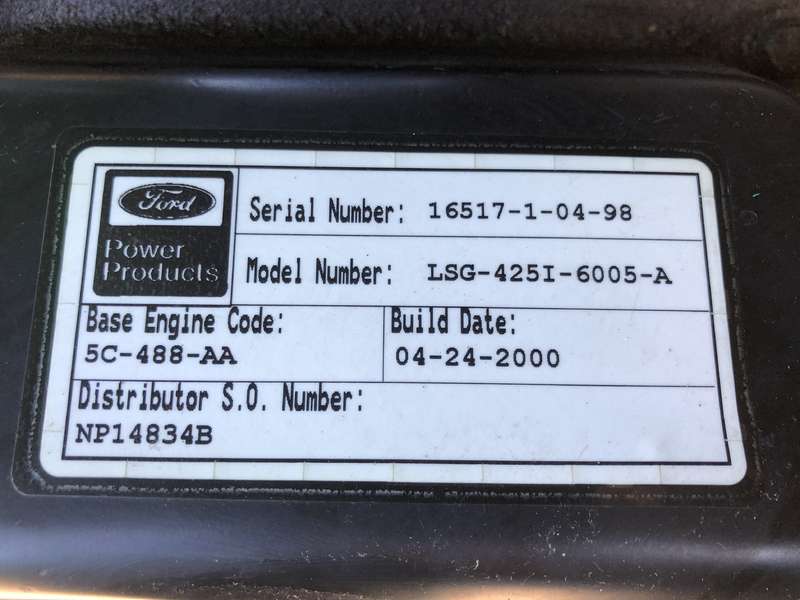 Ford
Power
Products
Serial Number: 16517-1-04-98
Model Number: LSG-425I-6005-A
Base Engine Code:
5C-488-AA
Build Date:
04-24-2000
Distributor S.O. Number:
NP14834B